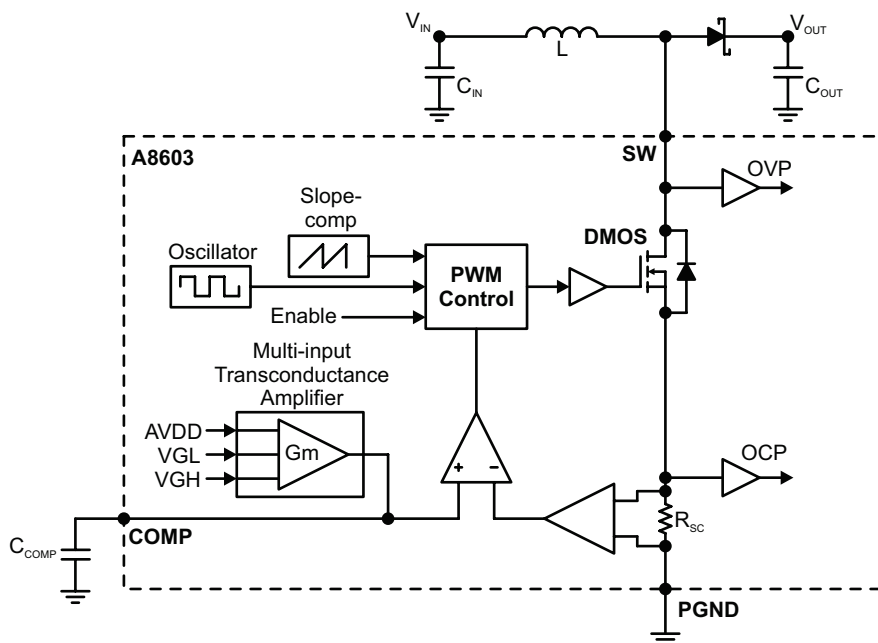 VIN
L
VOUT
CIN
COUT
A8603
SW
OVP
Slope-
comp
Oscillator
DMOS
PWM
Control
Enable
Multi-input
Transconductance
Amplifier
AVDD
VGL
VGH
Gm
+
–
OCP
RSC
COMP
CCOMP
PGND